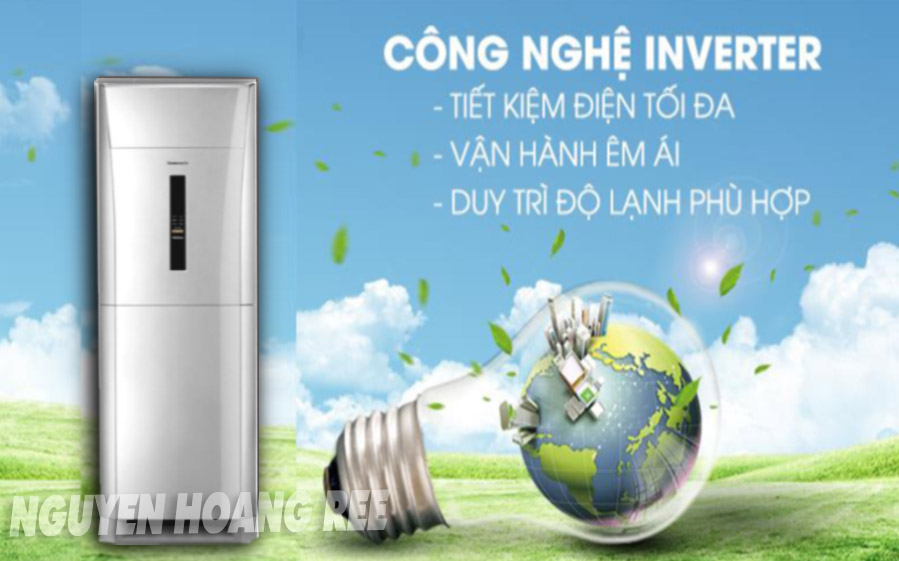 CÔNG NGHỆ INVERTER
- TIẾT KIỆM ĐIỆN TỐI ĐA
- VẬN HÀNH ÊM ÁI
- DUY TRÌ ĐỘ LẠNH PHÙ HỢP
NGUYEN HOANG REE